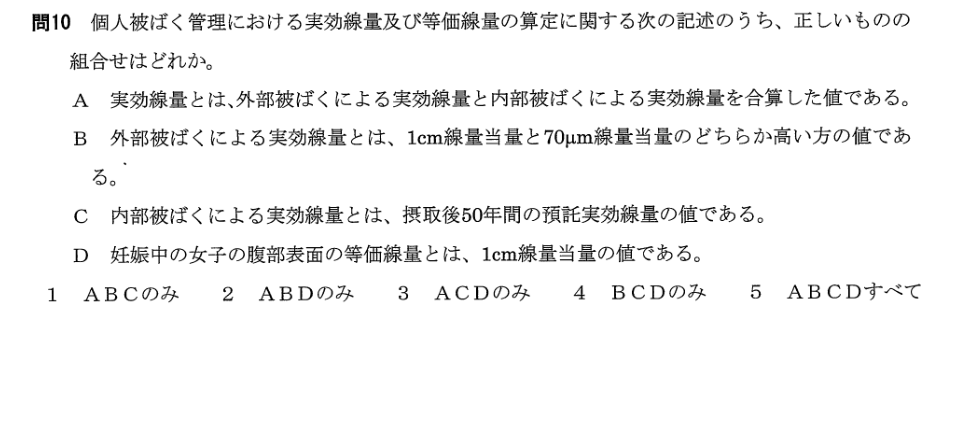 問10　個人被ばく管理における実効線量及び等価線量の算定に関する次の記述のうち、正しいものの
組合せはどれか。
A　実効線量とは、外部被ばくによる実効線量と内部被ばくによる実効線量を合算した値である。
B　外部被ばくによる実効線量とは、1cm線量当量と70μm線量当量のどちらか高い方の値であ
る。
C　内部被ばくによる実効線量とは、摂取後50年間の預託実効線量の値である。
D　妊娠中の女子の腹部表面の等価線量とは、1cm線量当量の値である。
1　ＡＢＣのみ　2　ＡＢＤのみ　3　ＡＣＤのみ　4　ＢＣＤのみ　5　ＡＢＣＤすべて